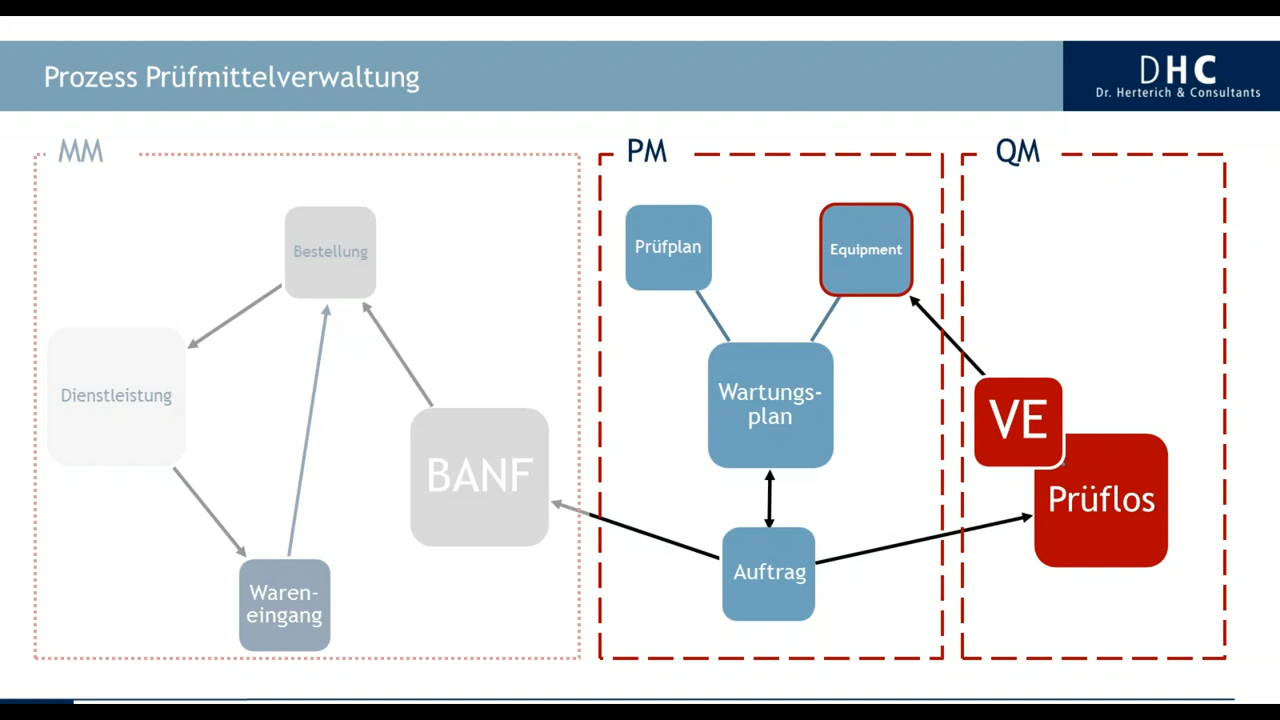 Prozess Prüfmittelverwaltung
DHC
Dr. Herterich & Consultants
MM
PM
QM
Bestellung
Prüfplan
Equipment
Dienstleistung
Wartungs-
plan
VE
BANF
Prüflos
Auftrag
Waren-
eingang